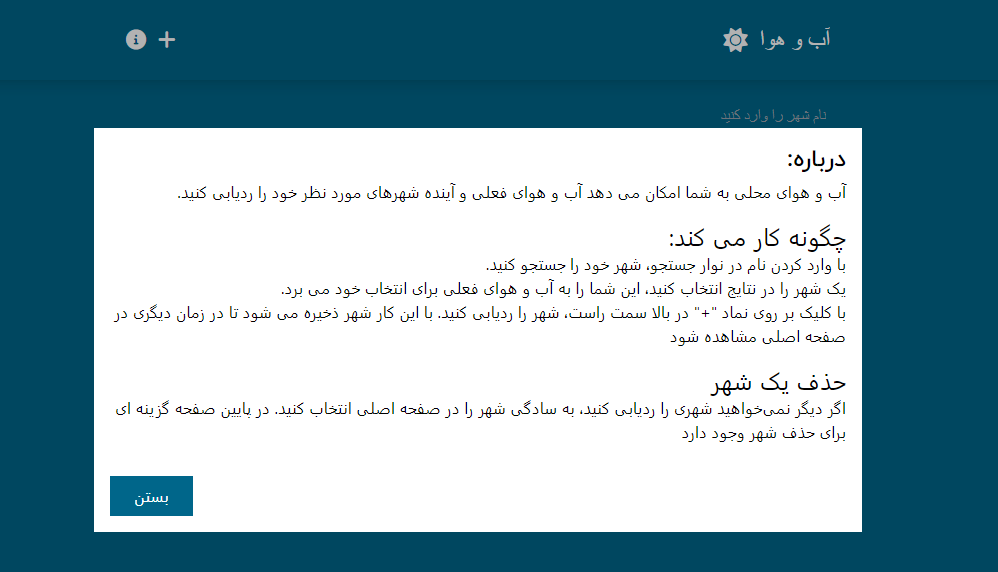 آب و هوا
نام شهر را وارد کنید
درباره:
آب و هوای محلی به شما امکان می دهد آب و هوای فعلی و آینده شهرهای مورد نظر خود را ردیابی کنید.
چگونه کار می کند:
با وارد کردن نام در نوار جستجو، شهر خود را جستجو کنید.
یک شهر را در نتایج انتخاب کنید، این شما را به آب و هوای فعلی برای انتخاب خود می برد.
با کلیک بر روی نماد "+" در بالا سمت راست، شهر را ردیابی کنید. با این کار شهر ذخیره می شود تا در زمان دیگری در
صفحه اصلی مشاهده شود
حذف یک شهر
اگر دیگر نمی‌خواهید شهری را ردیابی کنید، به سادگی شهر را در صفحه اصلی انتخاب کنید. در پایین صفحه گزینه ای
برای حذف شهر وجود دارد
بستن